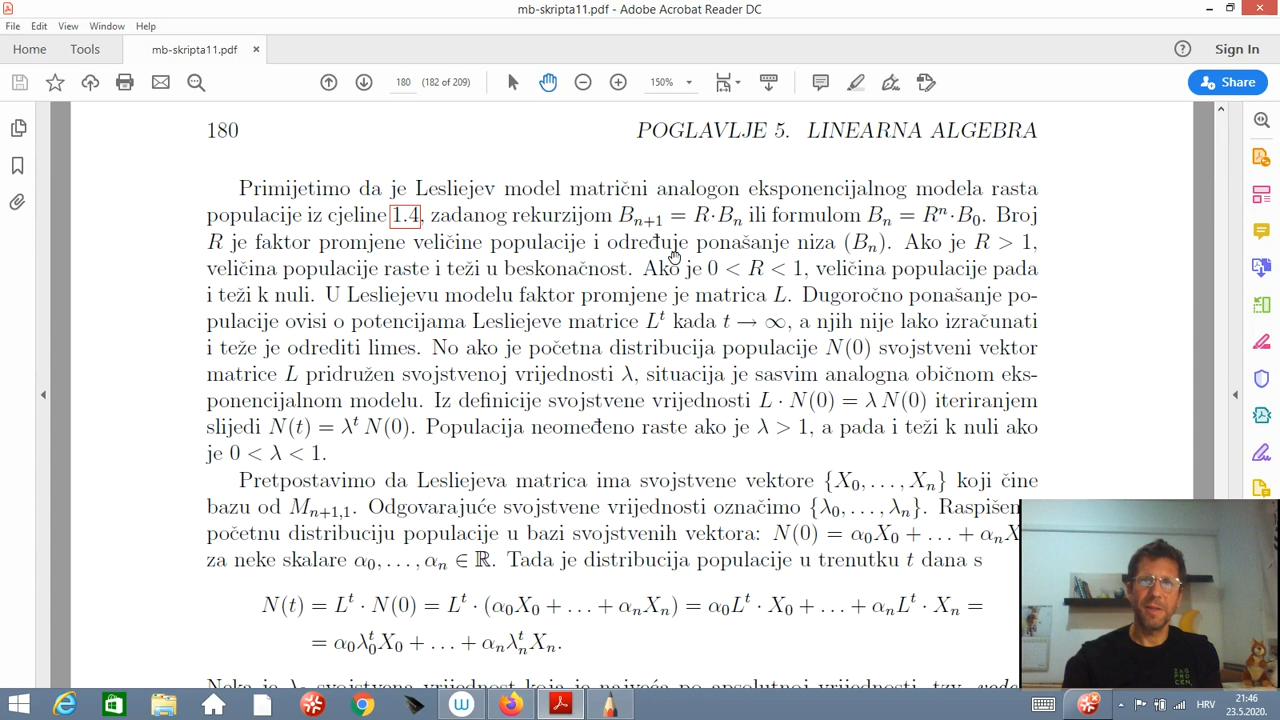 mb-skripta11.pdf - Adobe Acrobat Reader DC
File Edit View Window Help
Home Tools mb-skripta11.pdf × Sign In
180 (182 of 209) 150% Share
180 POGLAVLJE 5. LINEARNA ALGEBRA
Primijetimo da je Lesliejev model matrični analogon eksponencijalnog modela rasta
populacije iz cjeline 1.4, zadanog rekurzijom Bₙ₊₁ = R·Bₙ ili formulom Bₙ = Rⁿ·B₀. Broj
R je faktor promjene veličine populacije i određuje ponašanje niza (Bₙ). Ako je R > 1,
veličina populacije raste i teži u beskonačnost. Ako je 0 < R < 1, veličina populacije pada
i teži k nuli. U Lesliejevu modelu faktor promjene je matrica L. Dugoročno ponašanje po-
pulacije ovisi o potencijama Lesliejeve matrice Lᵗ kada t → ∞, a njih nije lako izračunati
i teže je odrediti limes. No ako je početna distribucija populacije N(0) svojstveni vektor
matrice L pridružen svojstvenoj vrijednosti λ, situacija je sasvim analogna običnom eks-
ponencijalnom modelu. Iz definicije svojstvene vrijednosti L · N(0) = λ N(0) iteriranjem
slijedi N(t) = λᵗ N(0). Populacija neomeđeno raste ako je λ > 1, a pada i teži k nuli ako
je 0 < λ < 1.
Pretpostavimo da Lesliejeva matrica ima svojstvene vektore {X₀, . . . , Xₙ} koji čine
bazu od Mₙ₊₁,₁. Odgovarajuće svojstvene vrijednosti označimo {λ₀, . . . , λₙ}. Raspišem
početnu distribuciju populacije u bazi svojstvenih vektora: N(0) = α₀X₀ + . . . + αₙX
za neke skalare α₀, . . . , αₙ ∈ ℝ. Tada je distribucija populacije u trenutku t dana s
N(t) = Lᵗ · N(0) = Lᵗ · (α₀X₀ + . . . + αₙXₙ) = α₀Lᵗ · X₀ + . . . + αₙLᵗ · Xₙ =
= α₀λ₀ᵗX₀ + . . . + αₙλₙᵗXₙ.
HRV 21:46
23.5.2020.